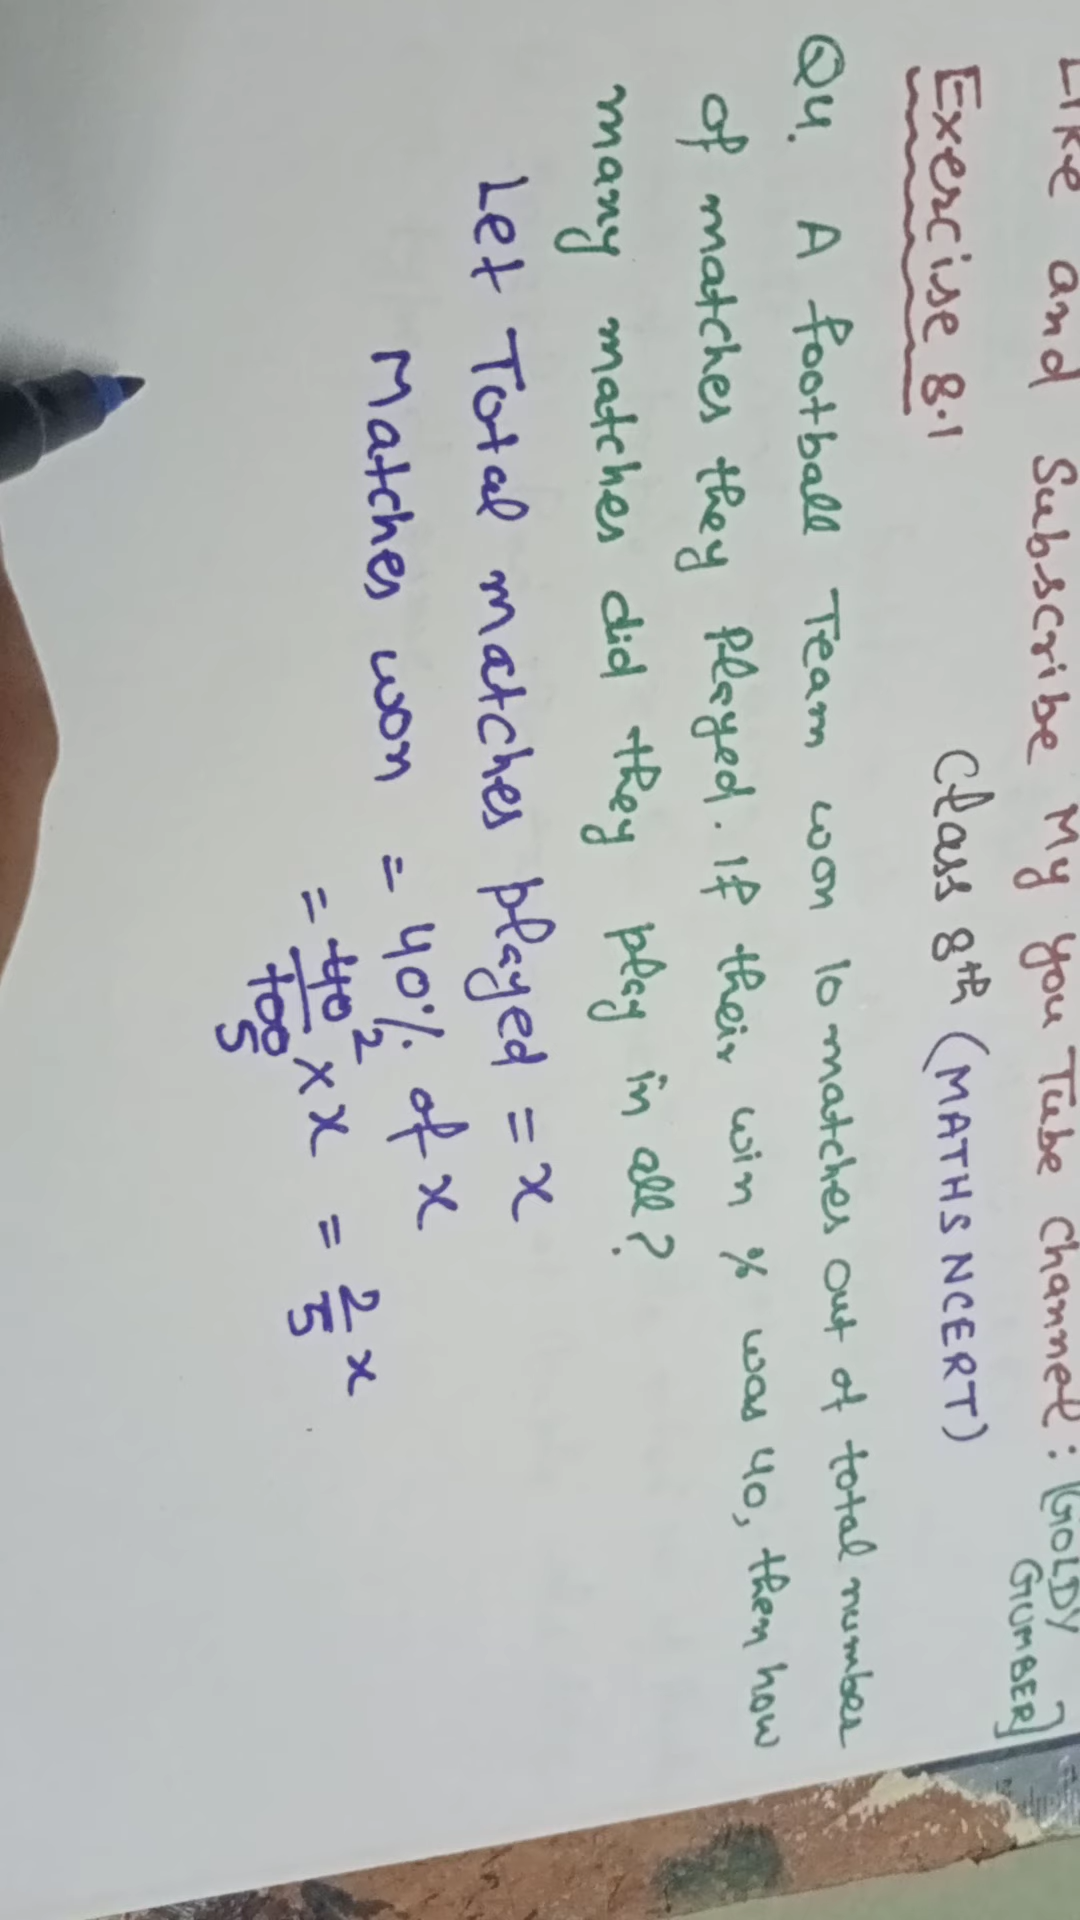 Like and Subscribe My you Tube channel: [GOLDY GUMBER]
Exercise 8.1 Class 8th (MATHS NCERT)
Q4. A football Team won 10 matches out of total number
of matches they played. If their win % was 40, then how
many matches did they play in all?
Let Total matches played = x
Matches won = 40% of x
= 40/100 2 5 × x = 2/5 x